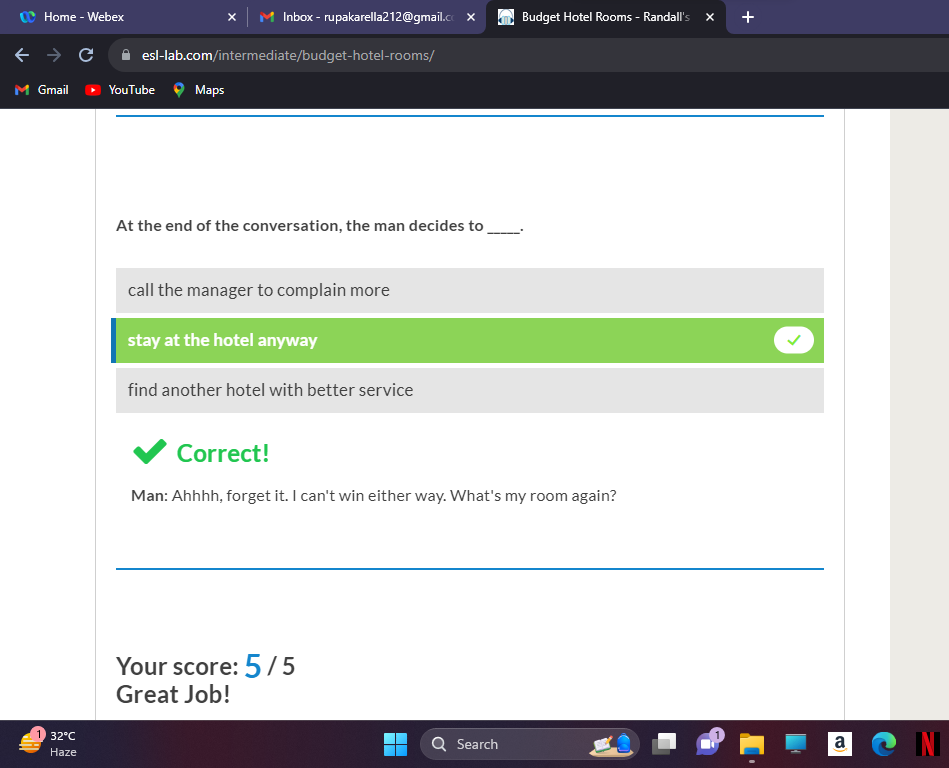 Home - Webex
Inbox - rupakarella212@gmail.c
Budget Hotel Rooms - Randall's
esl-lab.com/intermediate/budget-hotel-rooms/
Gmail YouTube Maps
At the end of the conversation, the man decides to _____.
call the manager to complain more
stay at the hotel anyway
find another hotel with better service
Correct!
Man: Ahhhh, forget it. I can't win either way. What's my room again?
Your score: 5 / 5
Great Job!
1
32°C
Haze
Search
1
a
N